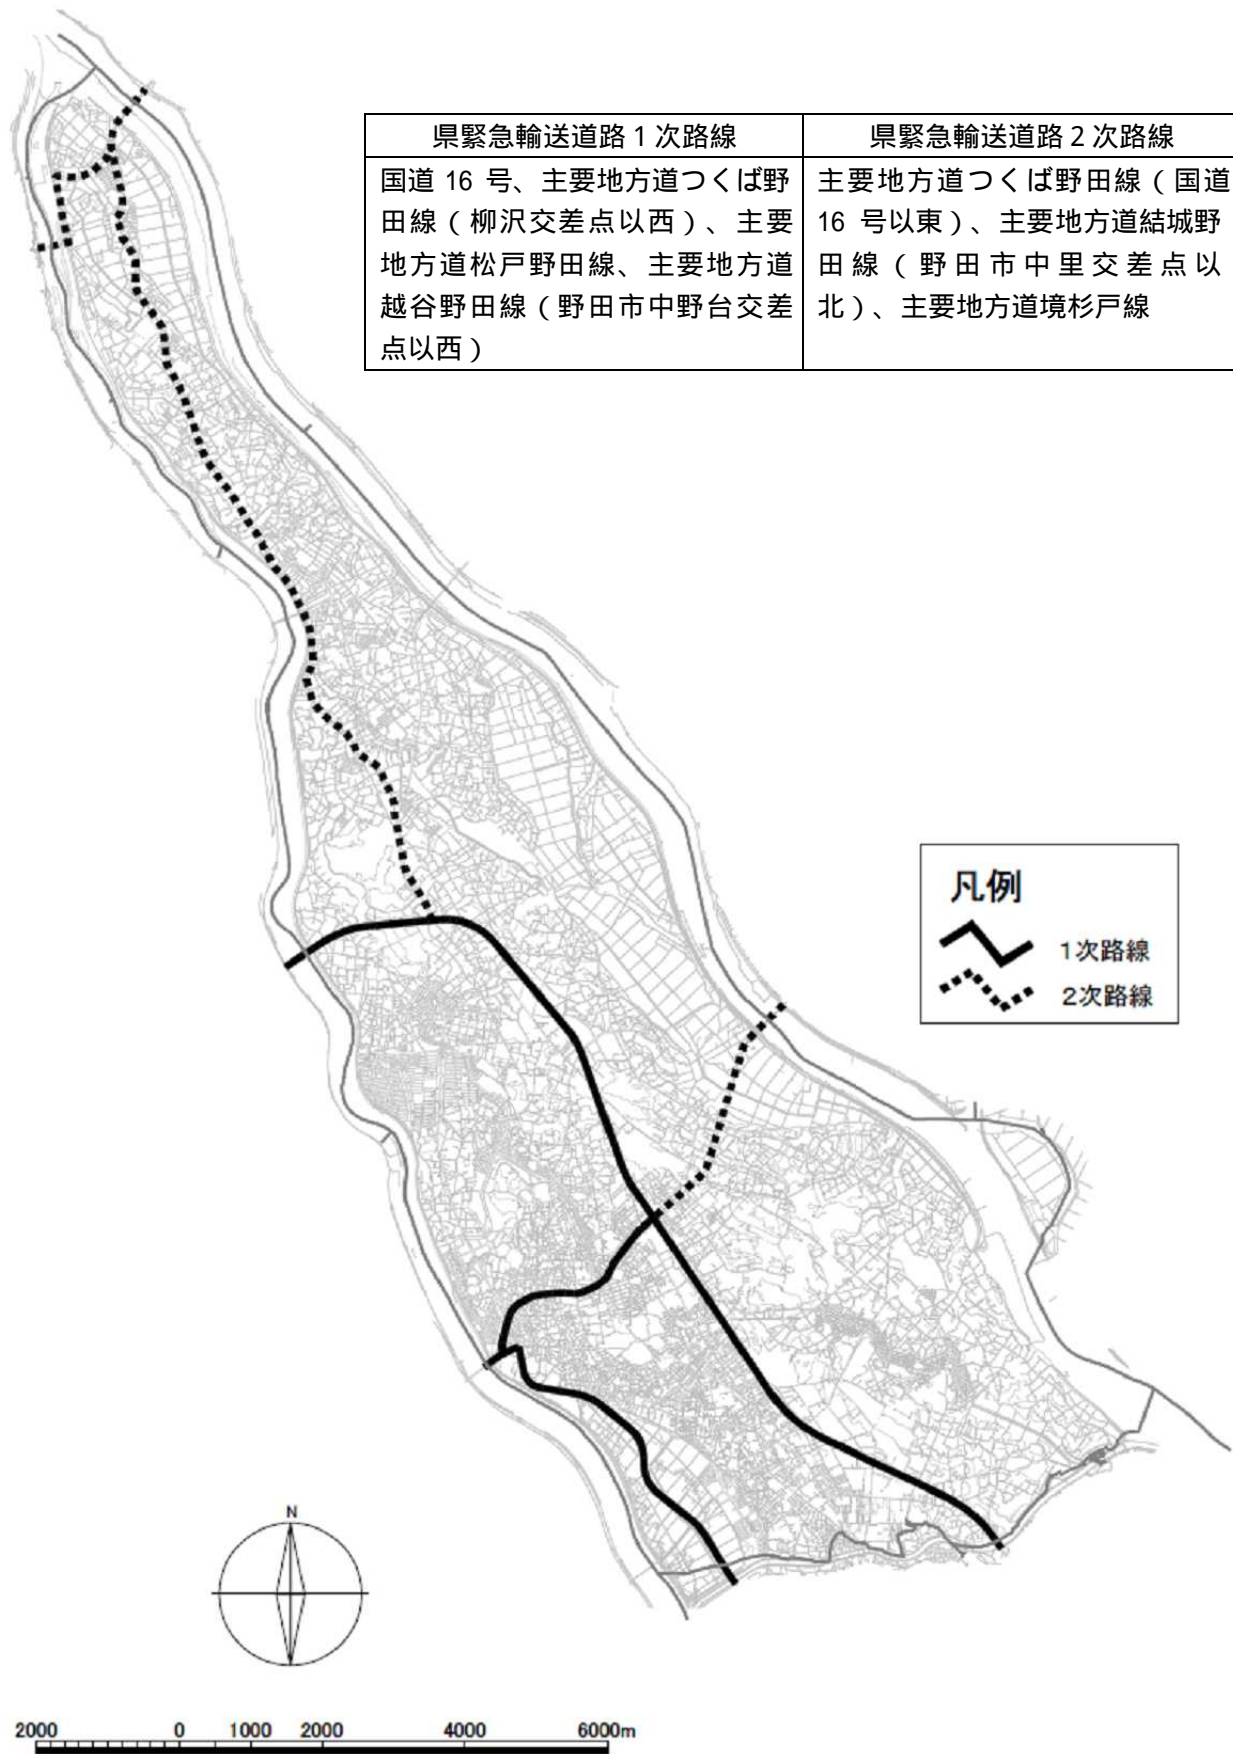 県緊急輸送道路1次路線
県緊急輸送道路2次路線
国道 16 号、主要地方道つくば野
田線（柳沢交差点以西）、主要
地方道松戸野田線、主要地方道
越谷野田線（野田市中野台交差
点以西）
主要地方道つくば野田線（国道
16 号以東）、主要地方道結城野
田線（野田市中里交差点以
北）、主要地方道境杉戸線
凡例
1次路線
2次路線
N
2000 0 1000 2000 4000 6000m